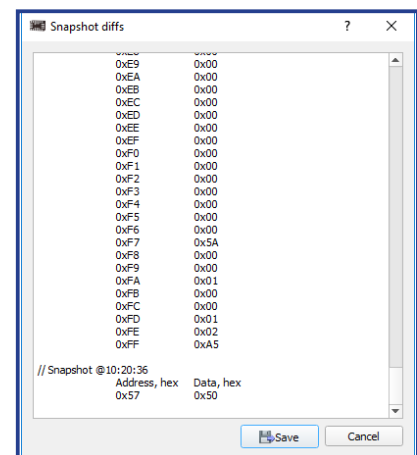 Snapshot diffs ? ×
0xE9 0x00
0xEA 0x00
0xEB 0x00
0xEC 0x00
0xED 0x00
0xEE 0x00
0xEF 0x00
0xF0 0x00
0xF1 0x00
0xF2 0x00
0xF3 0x00
0xF4 0x00
0xF5 0x00
0xF6 0x00
0xF7 0x5A
0xF8 0x00
0xF9 0x00
0xFA 0x01
0xFB 0x00
0xFC 0x00
0xFD 0x01
0xFE 0x02
0xFF 0xA5
// Snapshot @10:20:36
Address, hex Data, hex
0x57 0x50
Save Cancel